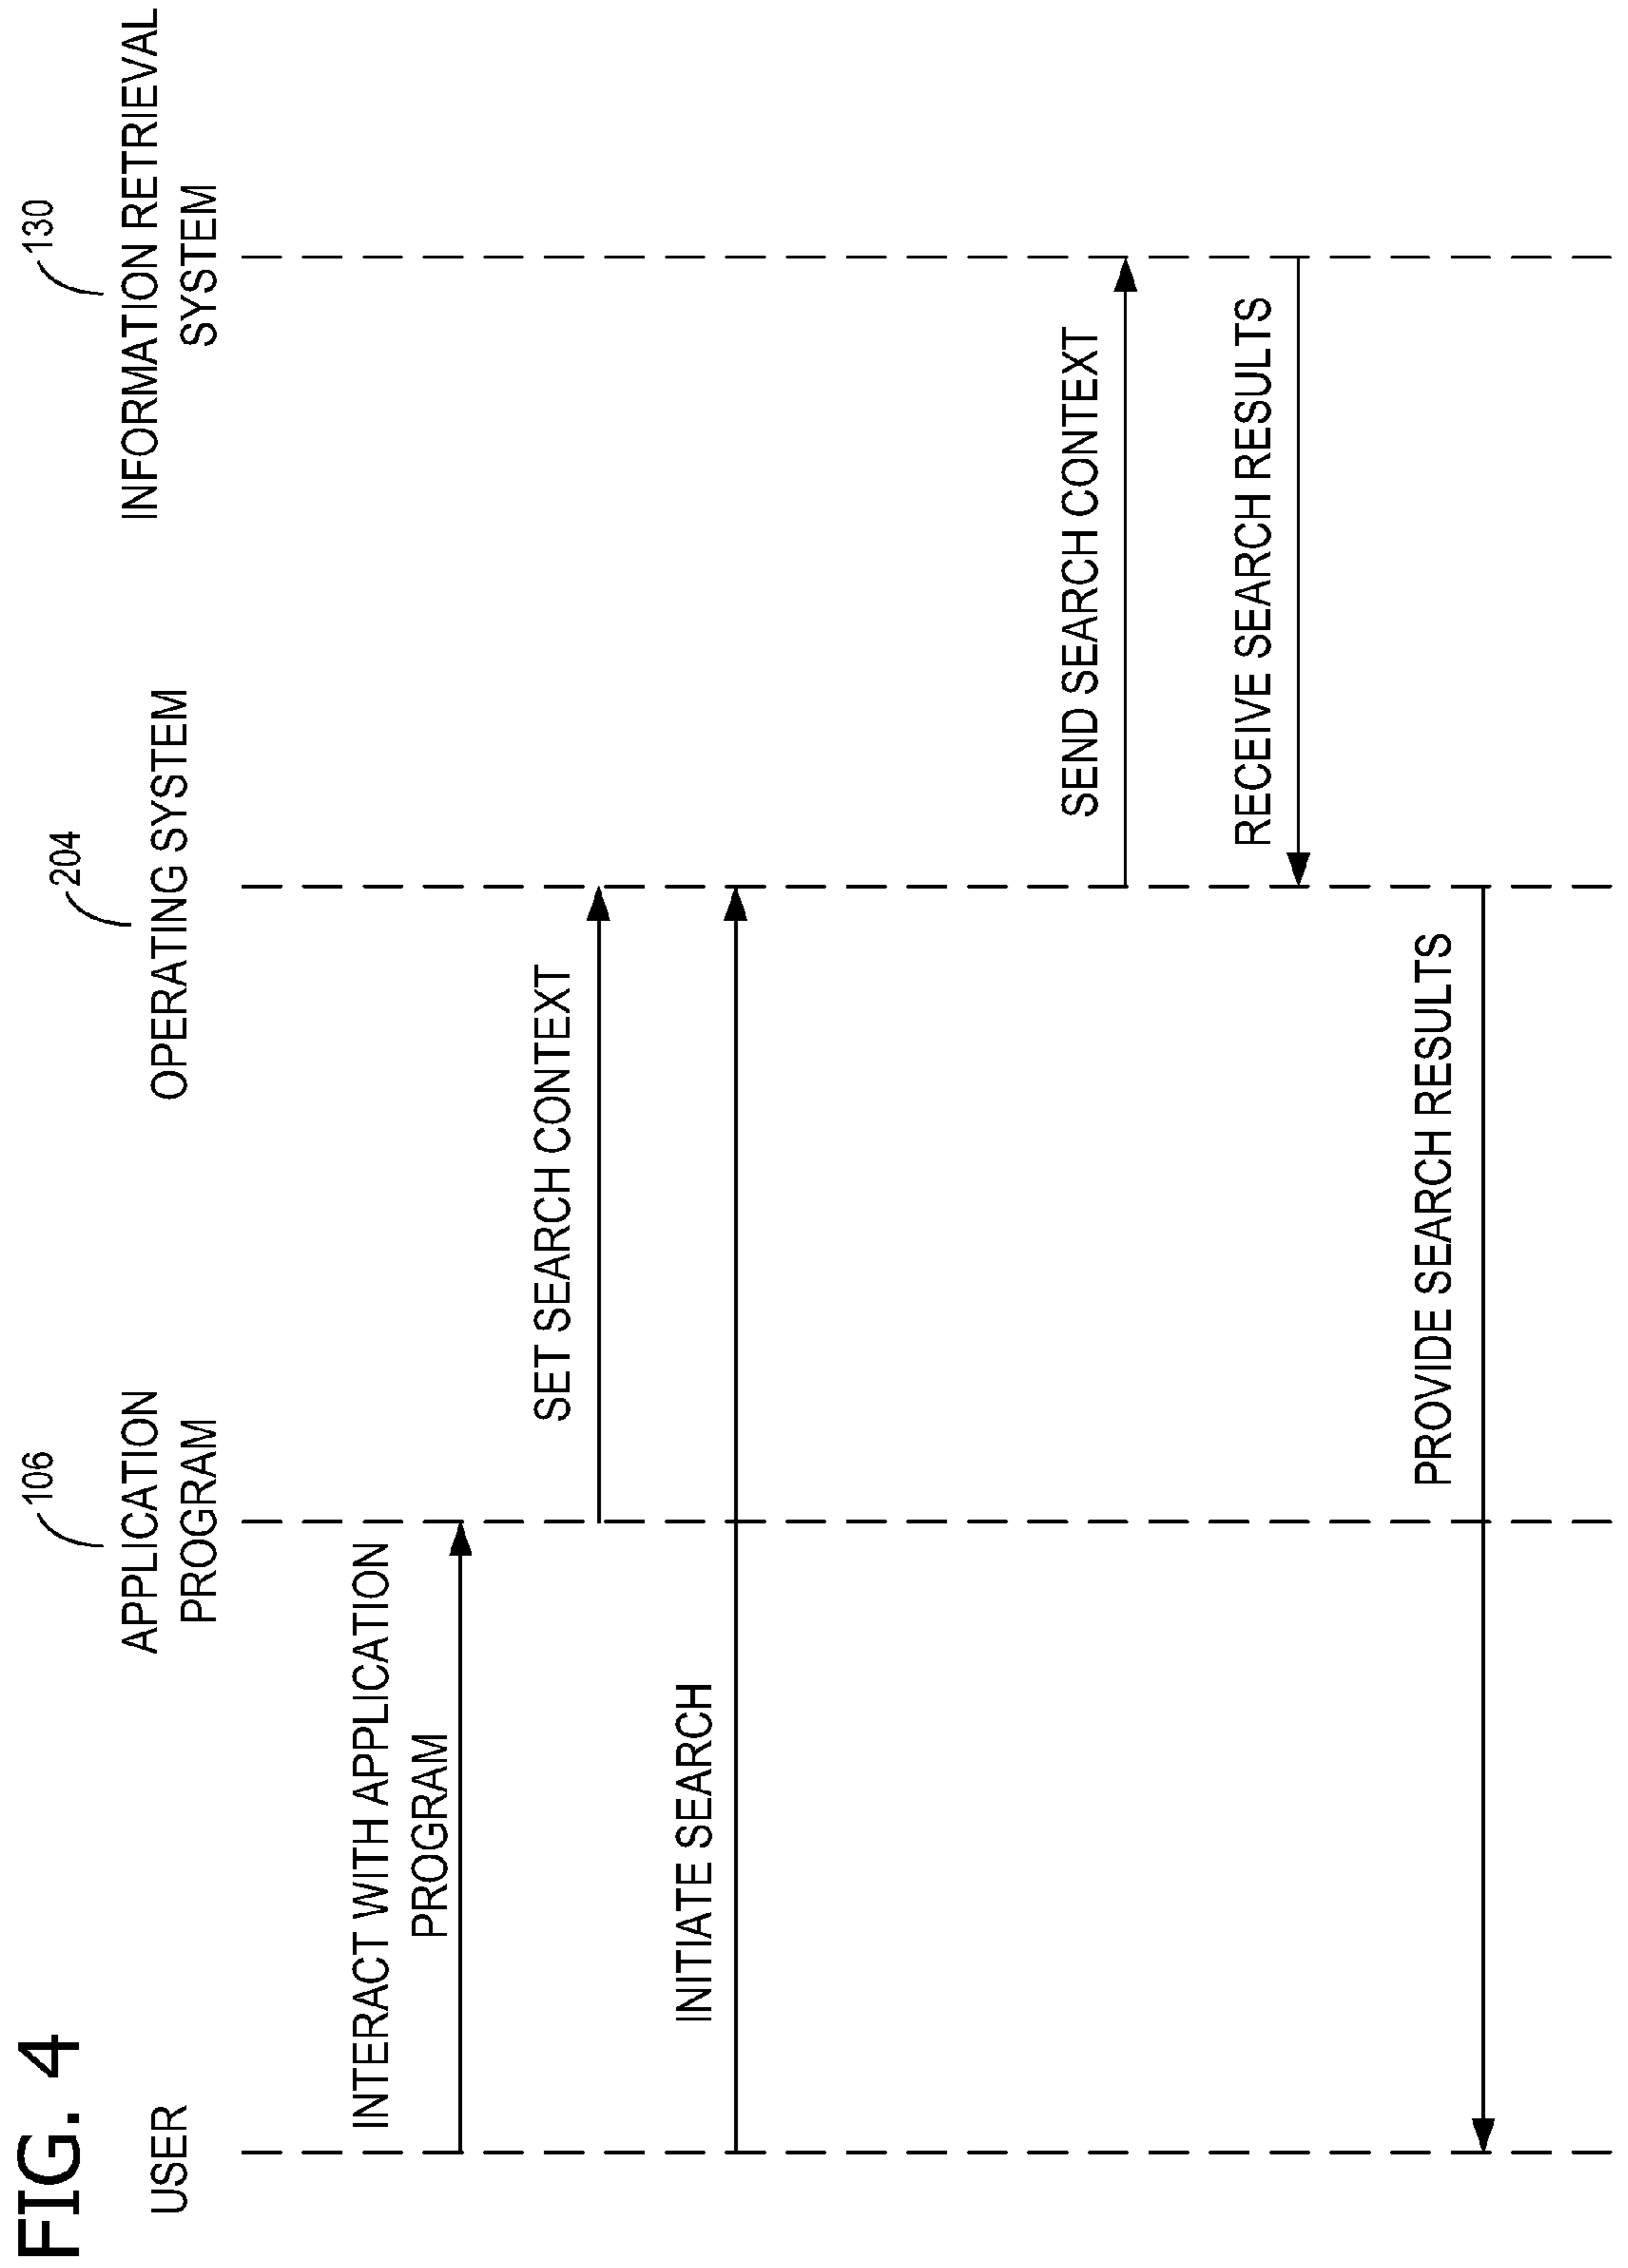 FIG. 4
USER
106
APPLICATION
PROGRAM
204
OPERATING SYSTEM
130
INFORMATION RETRIEVAL
SYSTEM
INTERACT WITH APPLICATION
PROGRAM
SET SEARCH CONTEXT
INITIATE SEARCH
SEND SEARCH CONTEXT
RECEIVE SEARCH RESULTS
PROVIDE SEARCH RESULTS